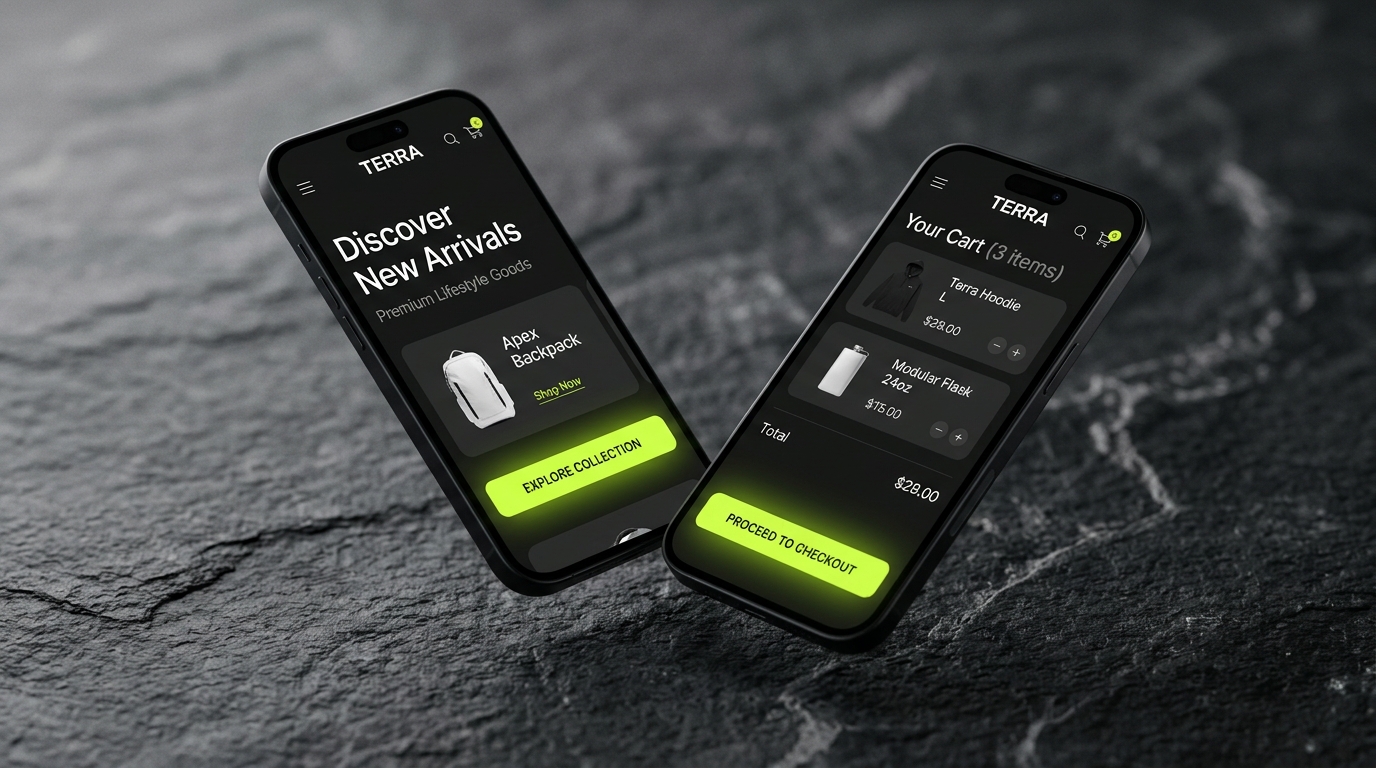 TERRA
Discover
New Arrivals
Premium Lifestyle Goods
Apex
Backpack
Shop Now
EXPLORE COLLECTION
TERRA
Your Cart (3 items)
Terra Hoodie
L
$28.00
Modular Flask
24oz
$15.00
Total
$28.00
PROCEED TO CHECKOUT